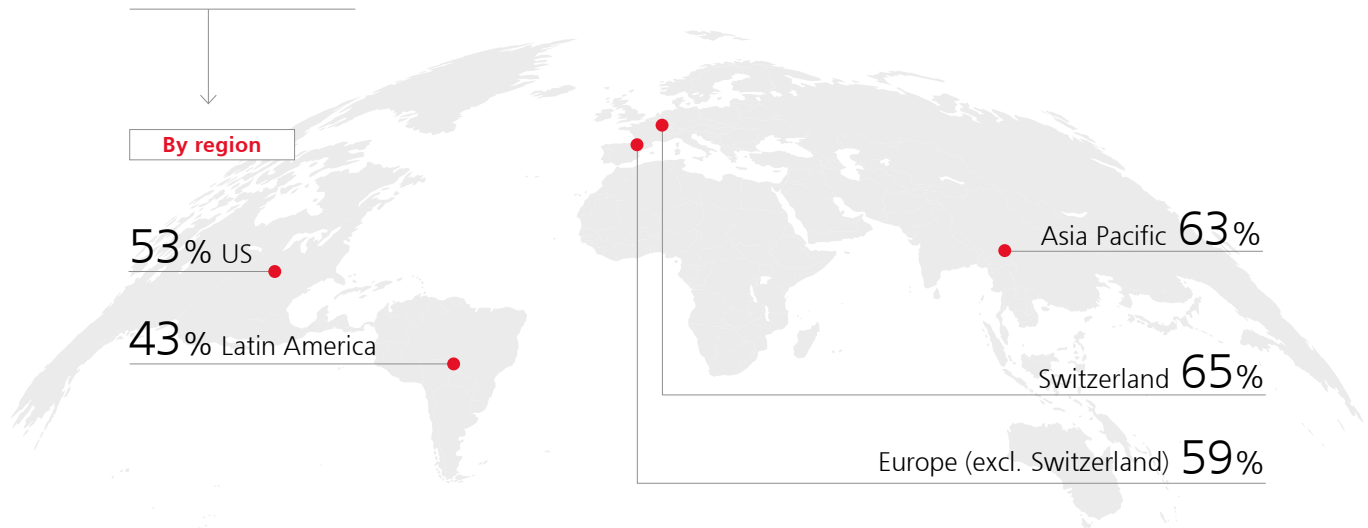 By region
53% US
43% Latin America
Asia Pacific 63%
Switzerland 65%
Europe (excl. Switzerland) 59%